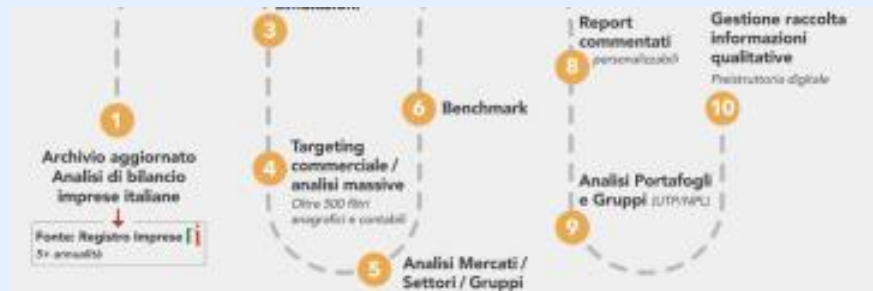 3
1
Archivio aggiornato
Analisi di bilancio
imprese italiane
Fonte: Registro Imprese
5+ annualità
4
Targeting
commerciale /
analisi massive
Oltre 500 filtri
anagrafici e contabili
5
Analisi Mercati /
Settori / Gruppi
6
Benchmark
Report
commentati
8
personalizzabili
Analisi Portafogli
e Gruppi (UTP/NPL)
9
Gestione raccolta
informazioni
qualitative
Preistruttoria digitale
10